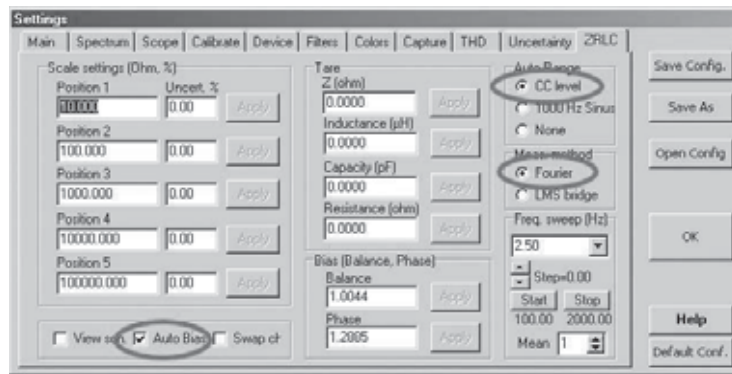 Settings
Main Spectrum Scope Calibrate Device Filters Colors Capture THD Uncertainty ZRLC
Scale settings (Ohm, %)
Position 1 Uncert. %
10.000 0.00 Apply
Position 2
100.000 0.00 Apply
Position 3
1000.000 0.00 Apply
Position 4
10000.000 0.00 Apply
Position 5
100000.000 0.00 Apply
View sch. Auto Bias Swap ch
Tare
Z (ohm)
0.0000 Apply
Inductance (µH)
0.0000 Apply
Capacity (pF)
0.0000 Apply
Resistance (ohm)
0.0000 Apply
Bias (Balance, Phase)
Balance
1.0044 Apply
Phase
1.2885 Apply
Auto Range
CC level
1000 Hz Sinus
None
Meas. method
Fourier
LMS bridge
Freq. sweep (Hz)
2.50
Step=0.00
Start Stop
100.00 2000.00
Mean 1
Save Config.
Save As
Open Config
OK
Help
Default Conf.